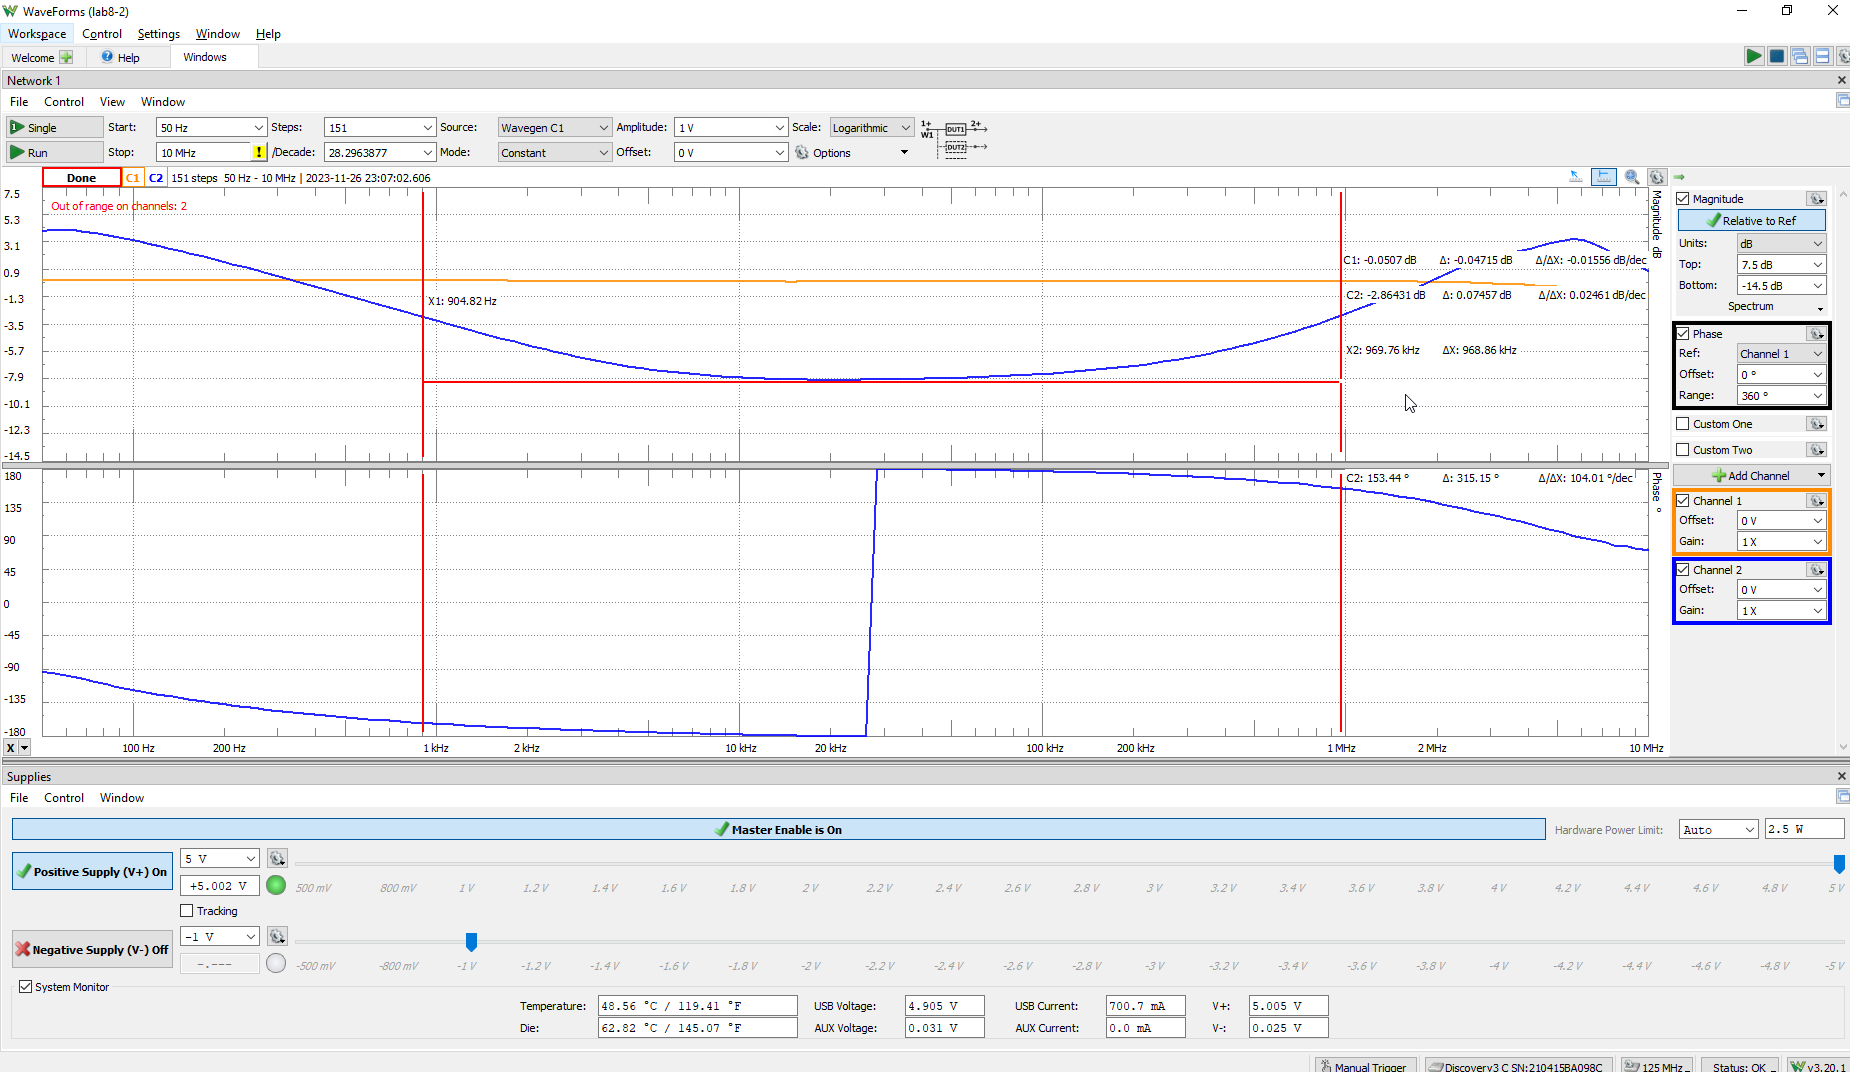 WaveForms (lab8-2)
Workspace Control Settings Window Help
Welcome Help Windows
Network 1
File Control View Window
Single Start: 50 Hz Steps: 151 Source: Wavegen C1 Amplitude: 1 V Scale: Logarithmic
Run Stop: 10 MHz ! /Decade: 28.2963877 Mode: Constant Offset: 0 V Options
1+ W1 DUT1 2+ DUT2
Done C1 C2 151 steps 50 Hz - 10 MHz | 2023-11-26 23:07:02.606
Out of range on channels: 2
7.5
5.3
3.1
0.9
-1.3
-3.5
-5.7
-7.9
-10.1
-12.3
-14.5
Magnitude dB
C1: -0.0507 dB Δ: -0.04715 dB Δ/ΔX: -0.01556 dB/dec
X1: 904.82 Hz
C2: -2.86431 dB Δ: 0.07457 dB Δ/ΔX: 0.02461 dB/dec
X2: 969.76 kHz ΔX: 968.86 kHz
180
135
90
45
0
-45
-90
-135
-180
Phase °
C2: 153.44 ° Δ: 315.15 ° Δ/ΔX: 104.01 °/dec
X 100 Hz 200 Hz 1 kHz 2 kHz 10 kHz 20 kHz 100 kHz 200 kHz 1 MHz 2 MHz 10 MHz
Magnitude
Relative to Ref
Units: dB
Top: 7.5 dB
Bottom: -14.5 dB
Spectrum
Phase
Ref: Channel 1
Offset: 0 °
Range: 360 °
Custom One
Custom Two
Add Channel
Channel 1
Offset: 0 V
Gain: 1 X
Channel 2
Offset: 0 V
Gain: 1 X
Supplies
File Control Window
Master Enable is On Hardware Power Limit: Auto 2.5 W
Positive Supply (V+) On 5 V
+5.002 V 500 mV 800 mV 1 V 1.2 V 1.4 V 1.6 V 1.8 V 2 V 2.2 V 2.4 V 2.6 V 2.8 V 3 V 3.2 V 3.4 V 3.6 V 3.8 V 4 V 4.2 V 4.4 V 4.6 V 4.8 V 5 V
Tracking
Negative Supply (V-) Off -1 V
-.--- -500 mV -800 mV -1 V -1.2 V -1.4 V -1.6 V -1.8 V -2 V -2.2 V -2.4 V -2.6 V -2.8 V -3 V -3.2 V -3.4 V -3.6 V -3.8 V -4 V -4.2 V -4.4 V -4.6 V -4.8 V -5 V
System Monitor
Temperature: 48.56 °C / 119.41 °F USB Voltage: 4.905 V USB Current: 700.7 mA V+: 5.005 V
Die: 62.82 °C / 145.07 °F AUX Voltage: 0.031 V AUX Current: 0.0 mA V-: 0.025 V
Manual Trigger Discovery3 C SN:210415BA098C 125 MHz Status: OK v3.20.1